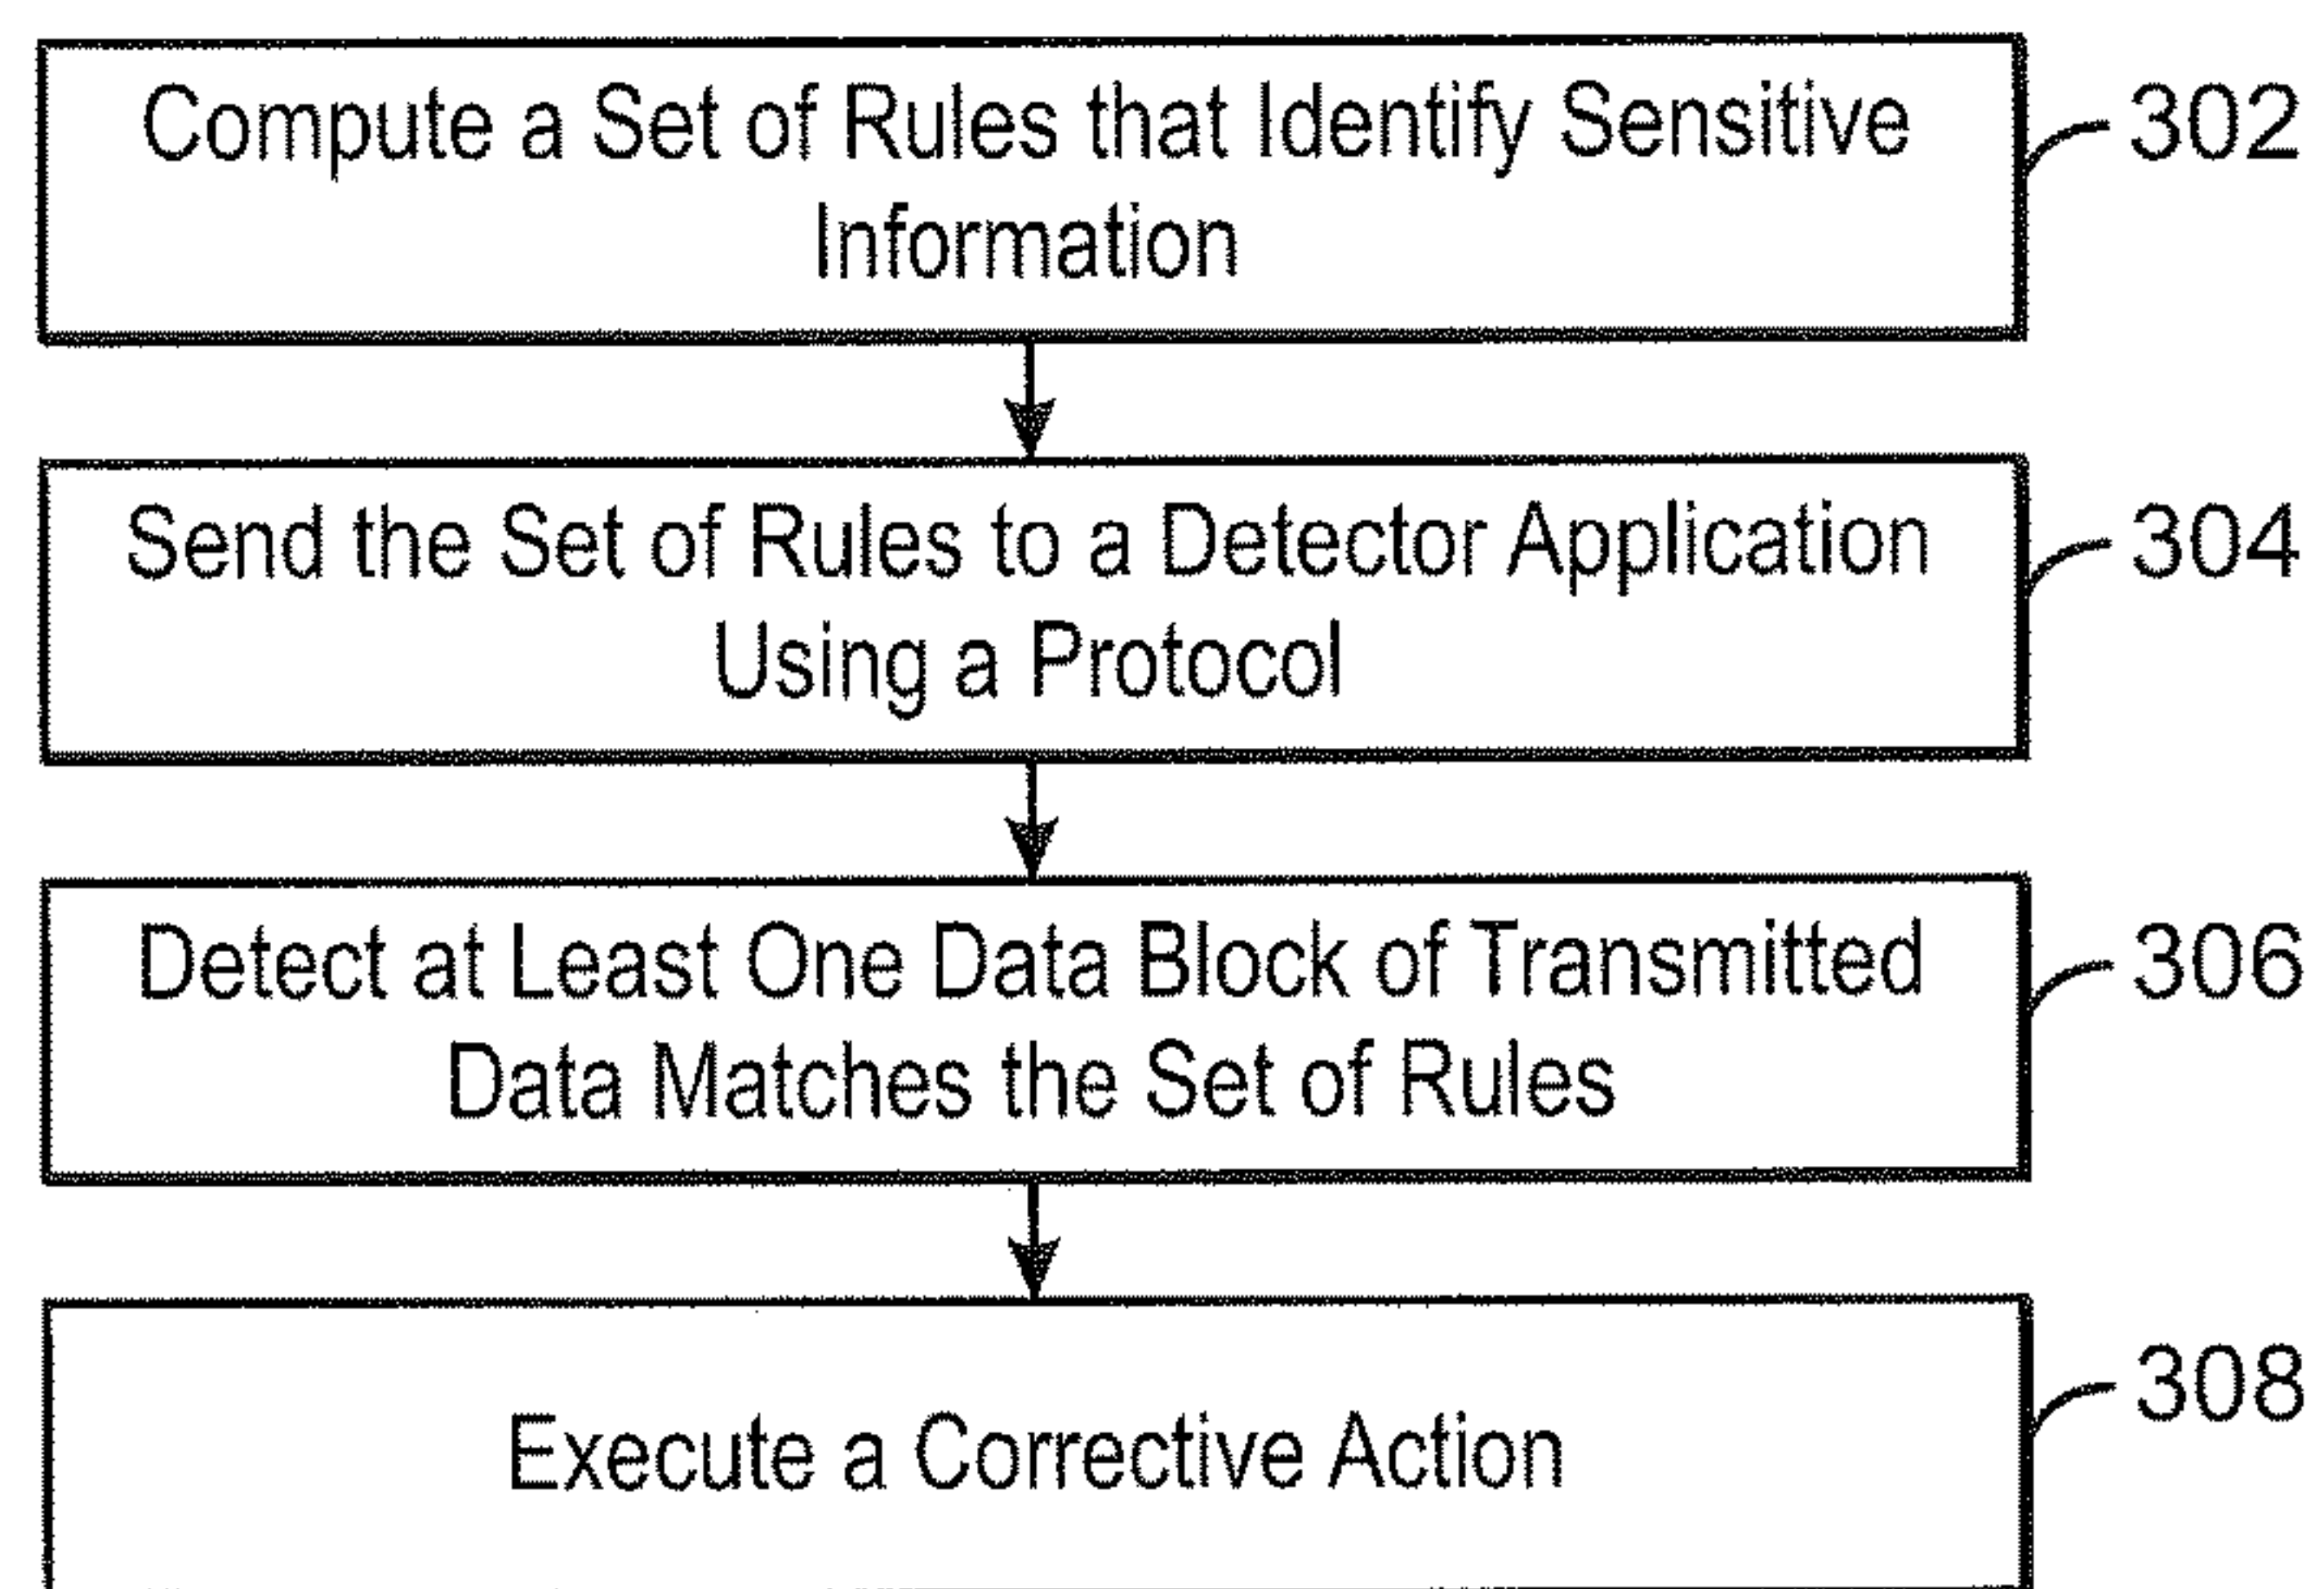 Compute a Set of Rules that Identify Sensitive
Information
302
Send the Set of Rules to a Detector Application
Using a Protocol
304
Detect at Least One Data Block of Transmitted
Data Matches the Set of Rules
306
Execute a Corrective Action
308